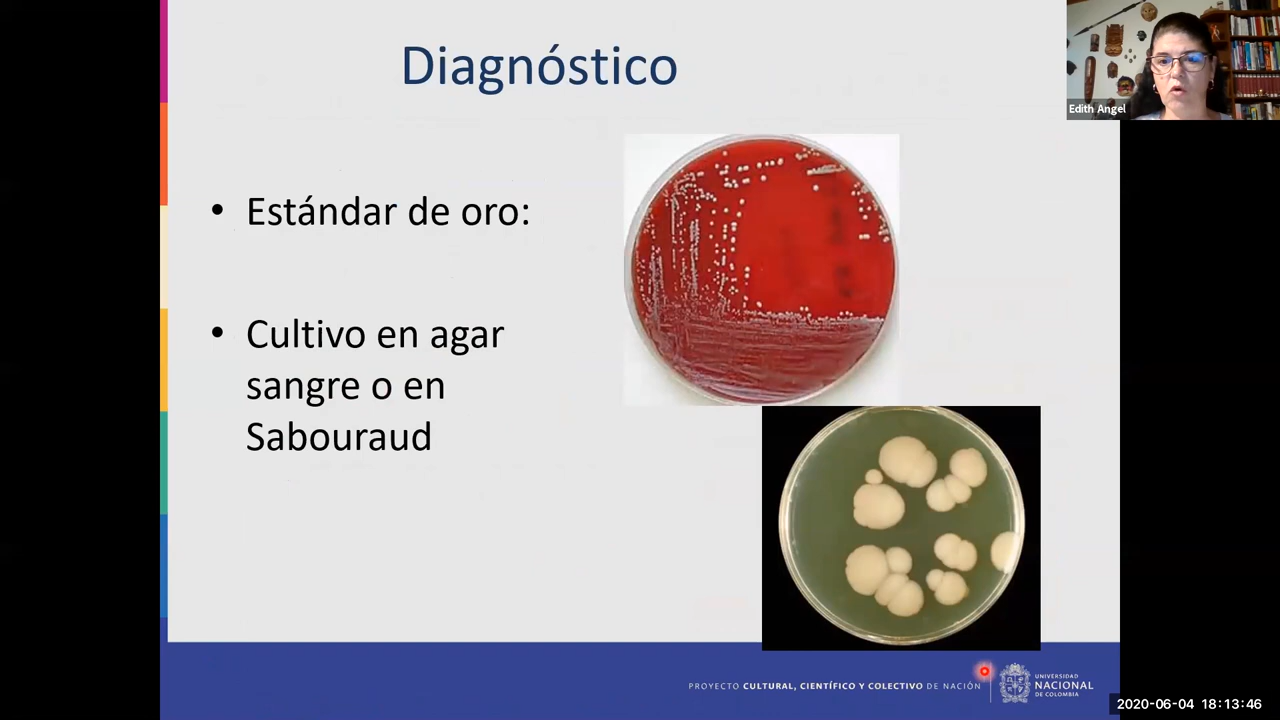 Diagnóstico
Edith Angel
• Estándar de oro:
• Cultivo en agar
sangre o en
Sabouraud
PROYECTO CULTURAL, CIENTÍFICO Y COLECTIVO DE NACIÓN
UNIVERSIDAD
NACIONAL
DE COLOMBIA
2020-06-04 18:13:46